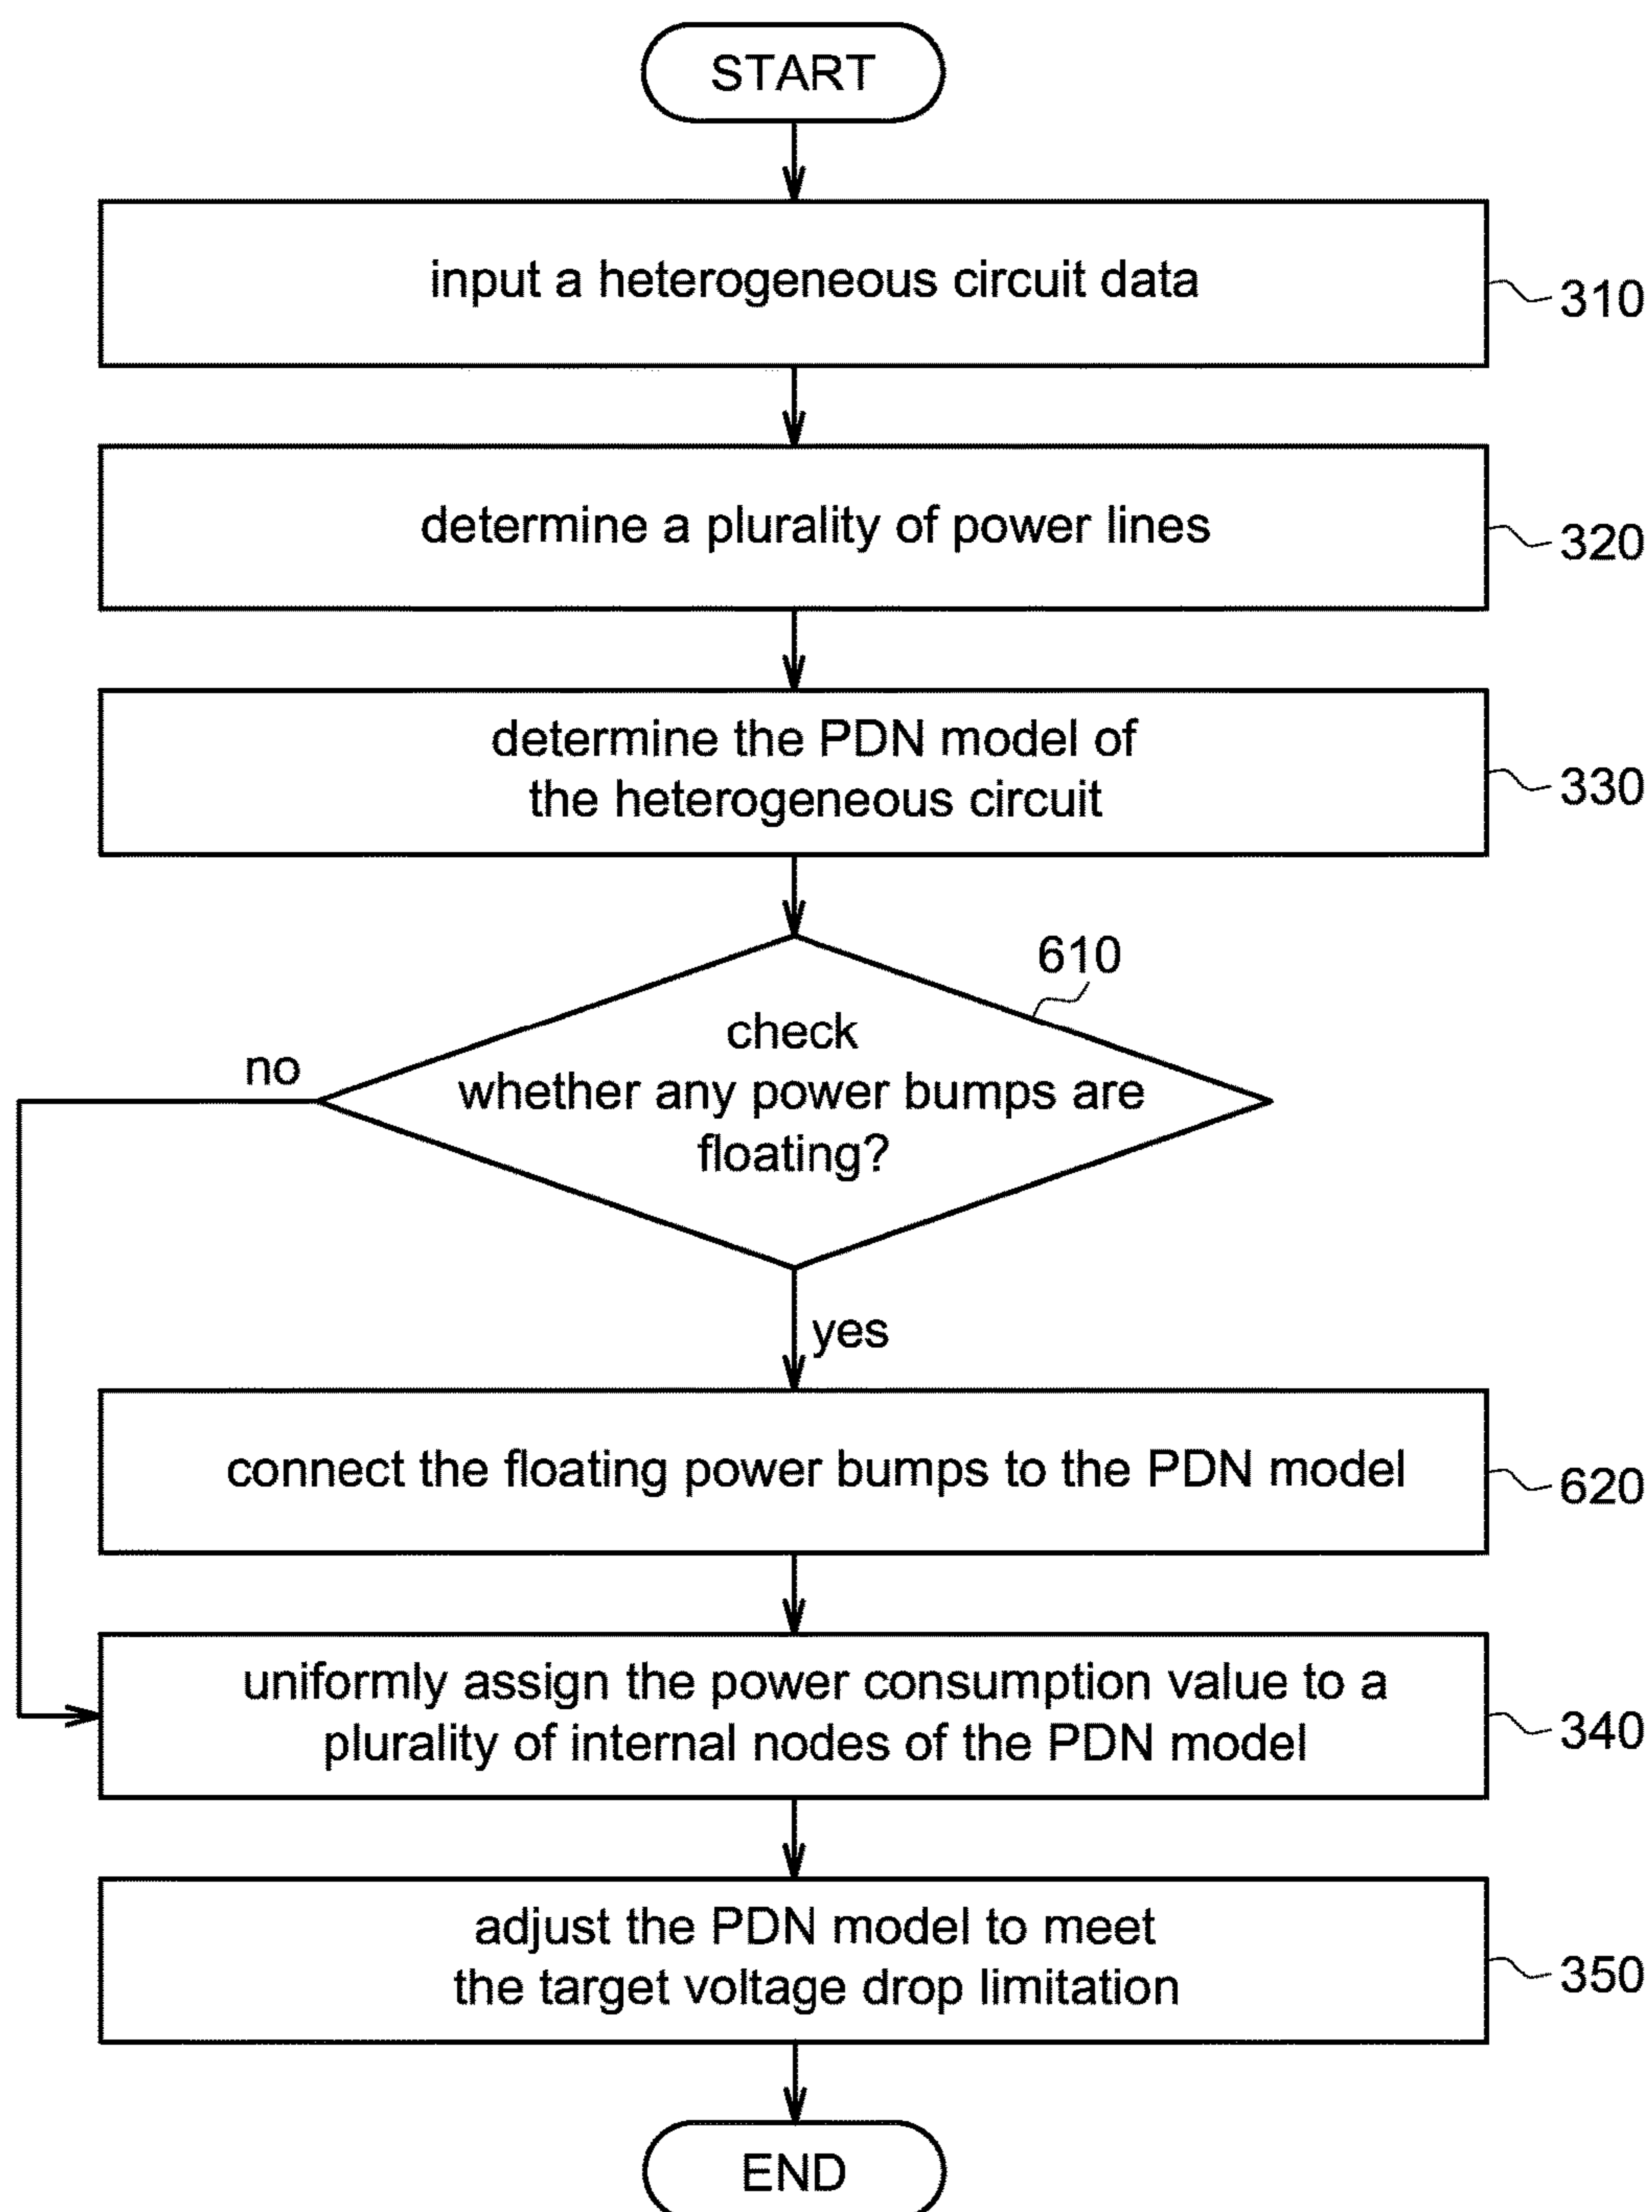 START
input a heterogeneous circuit data
310
determine a plurality of power lines
320
determine the PDN model of
the heterogeneous circuit
330
610
check
whether any power bumps are
floating?
no
yes
connect the floating power bumps to the PDN model
620
uniformly assign the power consumption value to a
plurality of internal nodes of the PDN model
340
adjust the PDN model to meet
the target voltage drop limitation
350
END